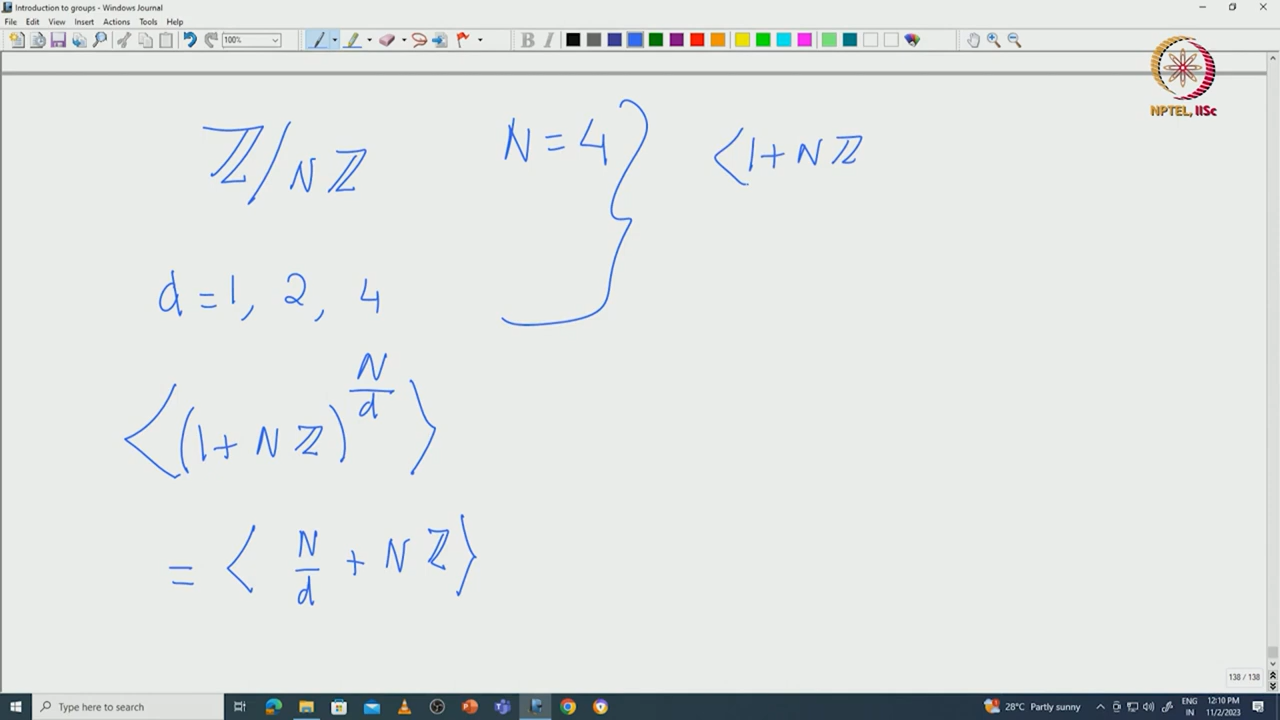 Introduction to groups - Windows Journal
File Edit View Insert Actions Tools Help
100%
B I
NPTEL, IISc
ℤ/Nℤ N = 4 } ⟨1 + Nℤ
d = 1, 2, 4
⟨(1 + Nℤ)^{N/d}⟩
= ⟨N/d + Nℤ⟩
138 / 138
Type here to search
28°C Partly sunny
ENG
IN
12:10 PM
11/2/2023